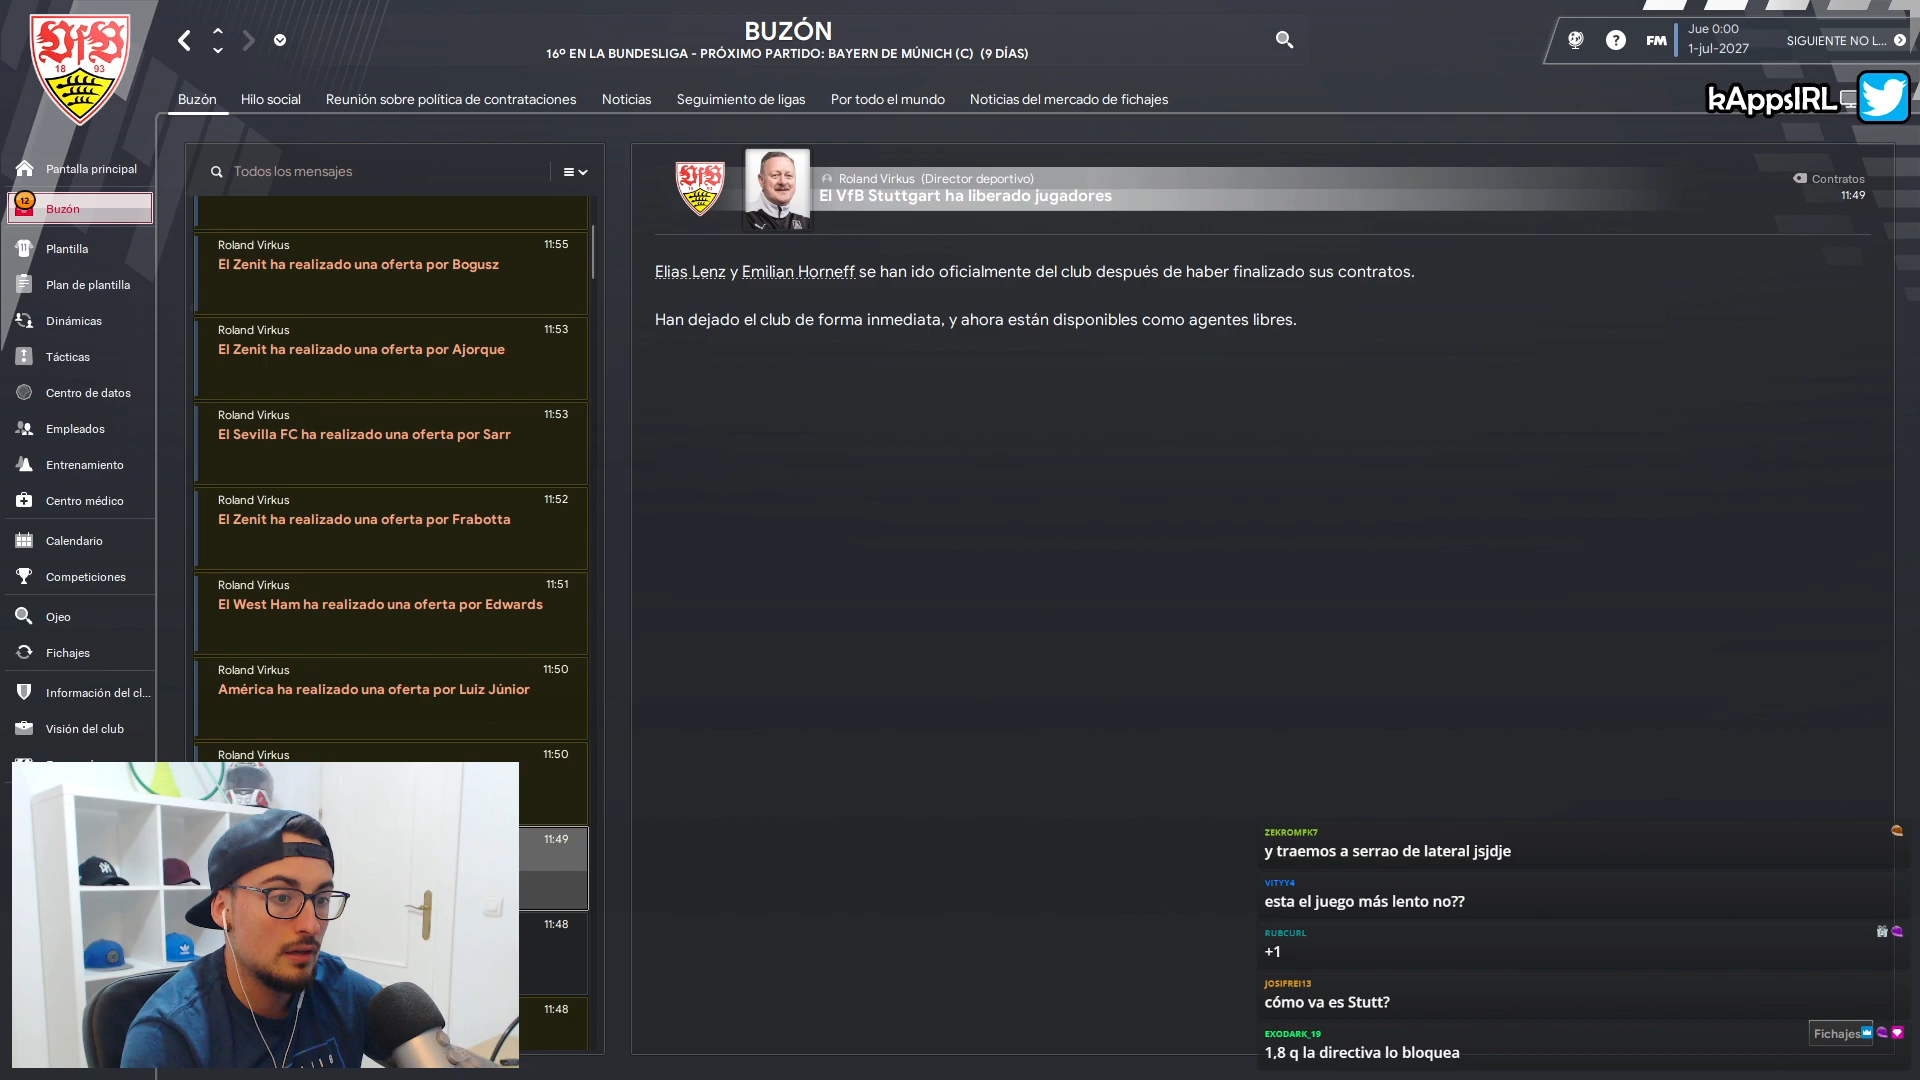 VfB
18 93
BUZÓN
16º EN LA BUNDESLIGA - PRÓXIMO PARTIDO: BAYERN DE MÚNICH (C) (9 DÍAS)
?
FM
Jue 0:00
1-jul-2027
SIGUIENTE NO L...
kAppsIRL
Buzón
Hilo social
Reunión sobre política de contrataciones
Noticias
Seguimiento de ligas
Por todo el mundo
Noticias del mercado de fichajes
Pantalla principal
12
Buzón
Plantilla
Plan de plantilla
Dinámicas
Tácticas
Centro de datos
Empleados
Entrenamiento
Centro médico
Calendario
Competiciones
Ojeo
Fichajes
Información del cl...
Visión del club
Todos los mensajes
Roland Virkus 11:55
El Zenit ha realizado una oferta por Bogusz
Roland Virkus 11:53
El Zenit ha realizado una oferta por Ajorque
Roland Virkus 11:53
El Sevilla FC ha realizado una oferta por Sarr
Roland Virkus 11:52
El Zenit ha realizado una oferta por Frabotta
Roland Virkus 11:51
El West Ham ha realizado una oferta por Edwards
Roland Virkus 11:50
América ha realizado una oferta por Luiz Júnior
Roland Virkus 11:50
11:49
11:48
11:48
Roland Virkus (Director deportivo)
El VfB Stuttgart ha liberado jugadores
Contratos
11:49
Elias Lenz y Emilian Horneff se han ido oficialmente del club después de haber finalizado sus contratos.
Han dejado el club de forma inmediata, y ahora están disponibles como agentes libres.
ZEKROMFK7
y traemos a serrao de lateral jsjdje
VITYY4
esta el juego más lento no??
RUBCURL
+1
JOSIFREI13
cómo va es Stutt?
EXODARK_19
1,8 q la directiva lo bloquea
Fichajes